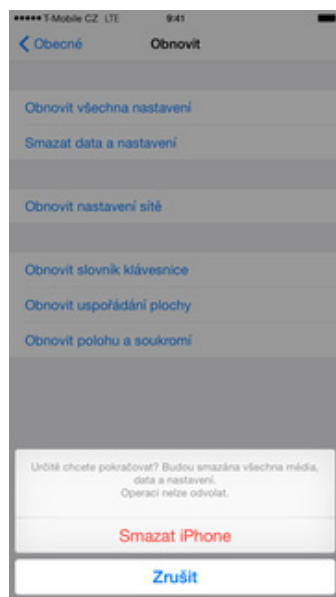 T-Mobile CZ LTE 9:41
Obecné Obnovit
Obnovit všechna nastavení
Smazat data a nastavení
Obnovit nastavení sítě
Obnovit slovník klávesnice
Obnovit uspořádání plochy
Obnovit polohu a soukromí
Určitě chcete pokračovat? Budou smazána všechna média,
data a nastavení.
Operaci nelze odvolat.
Smazat iPhone
Zrušit